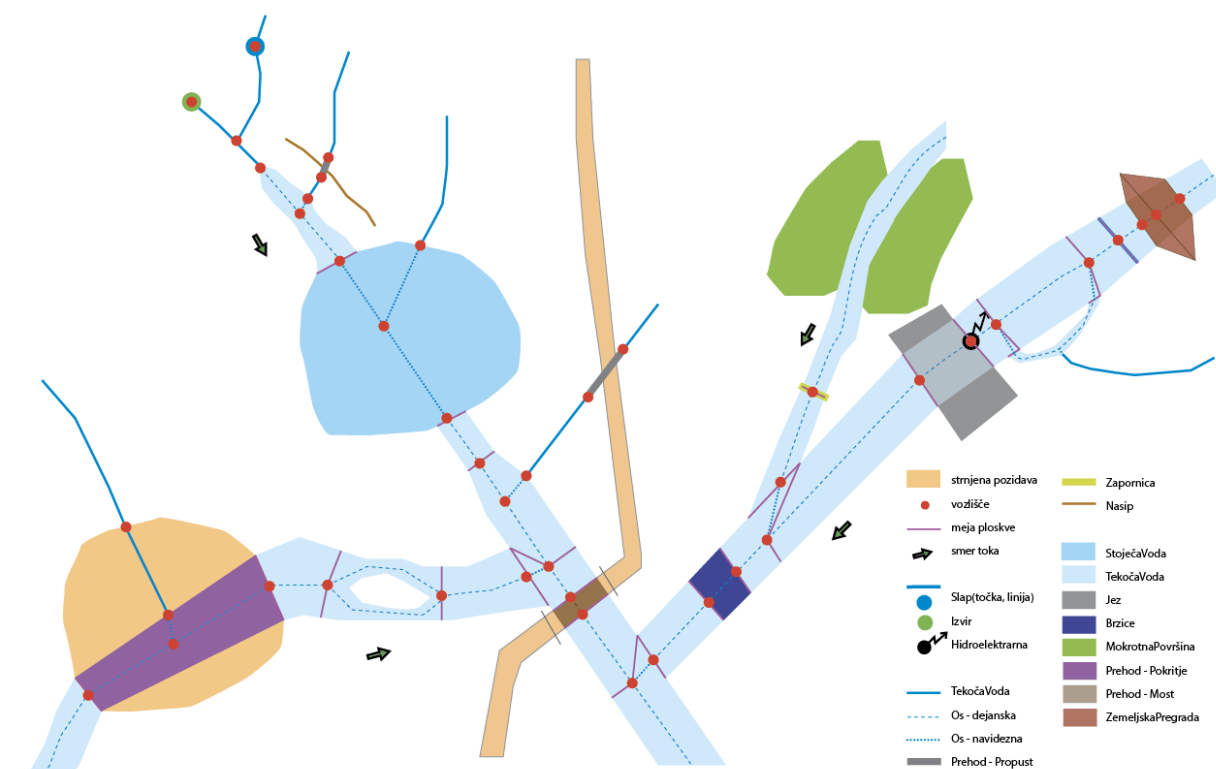 strnjena pozidava
vozlišče
meja ploskve
smer toka
Slap(točka, linija)
Izvir
Hidroelektrarna
TekočaVoda
Os - dejanska
Os - navidezna
Prehod - Propust
Zapornica
Nasip
StoječaVoda
TekočaVoda
Jez
Brzice
MokrotnaPovršina
Prehod - Pokritje
Prehod - Most
ZemeljskaPregrada